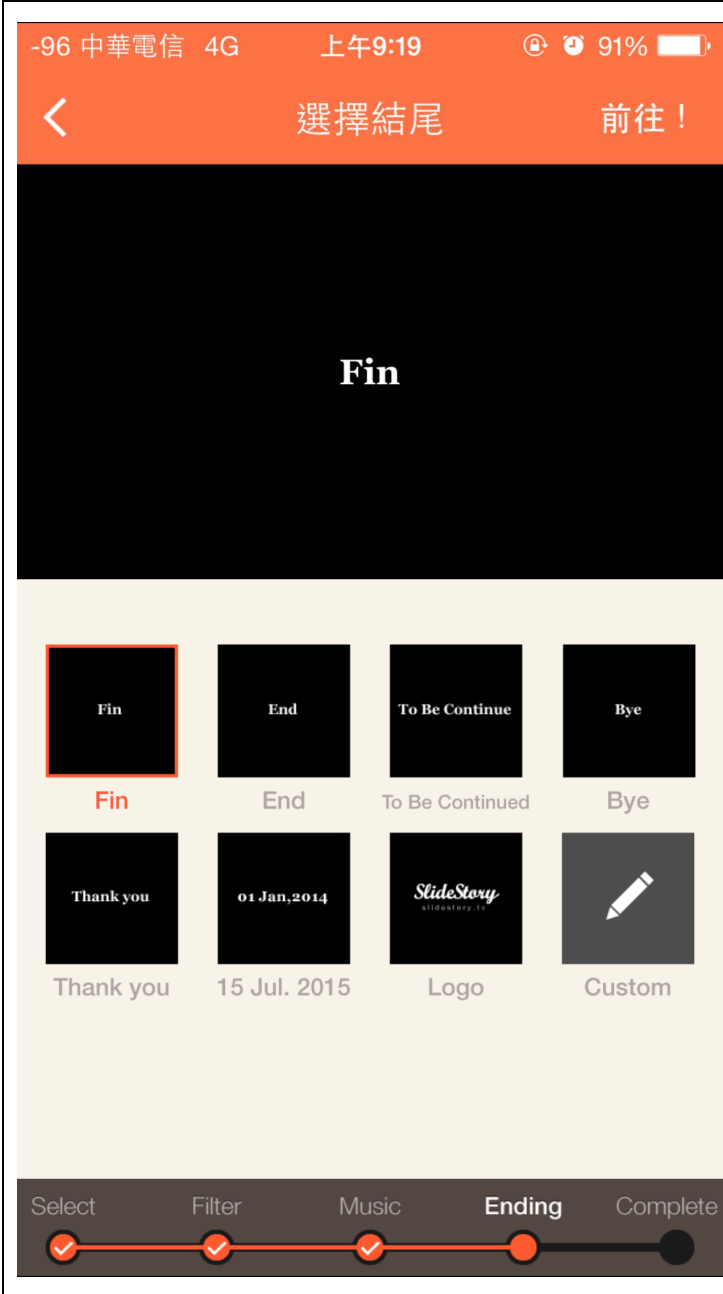 -96 中華電信 4G 上午9:19 91%
選擇結尾 前往！
Fin
Fin End To Be Continue Bye
Fin End To Be Continued Bye
Thank you 01 Jan,2014 SlideStory
slidestory.tv
Thank you 15 Jul. 2015 Logo Custom
Select Filter Music Ending Complete